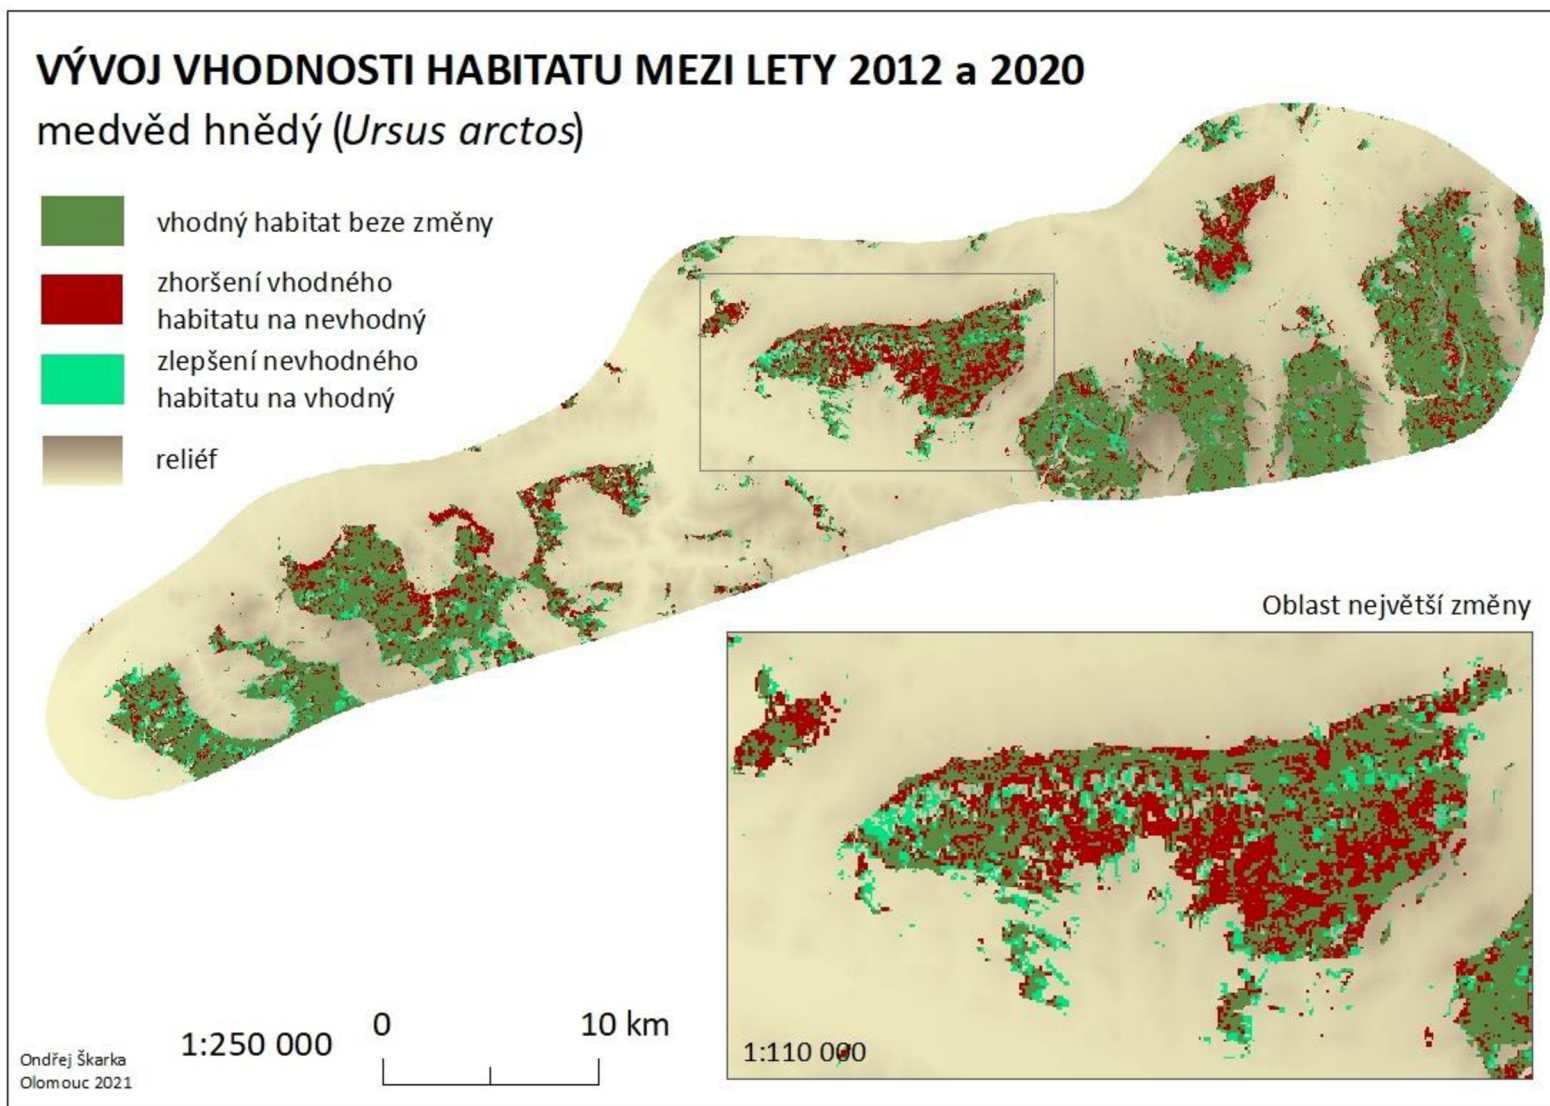 VÝVOJ VHODNOSTI HABITATU MEZI LETY 2012 a 2020
medvěd hnědý (Ursus arctos)
vhodný habitat beze změny
zhoršení vhodného
habitatu na nevhodný
zlepšení nevhodného
habitatu na vhodný
reliéf
Oblast největší změny
1:110 000
0 10 km
1:250 000
Ondřej Škarka
Olomouc 2021